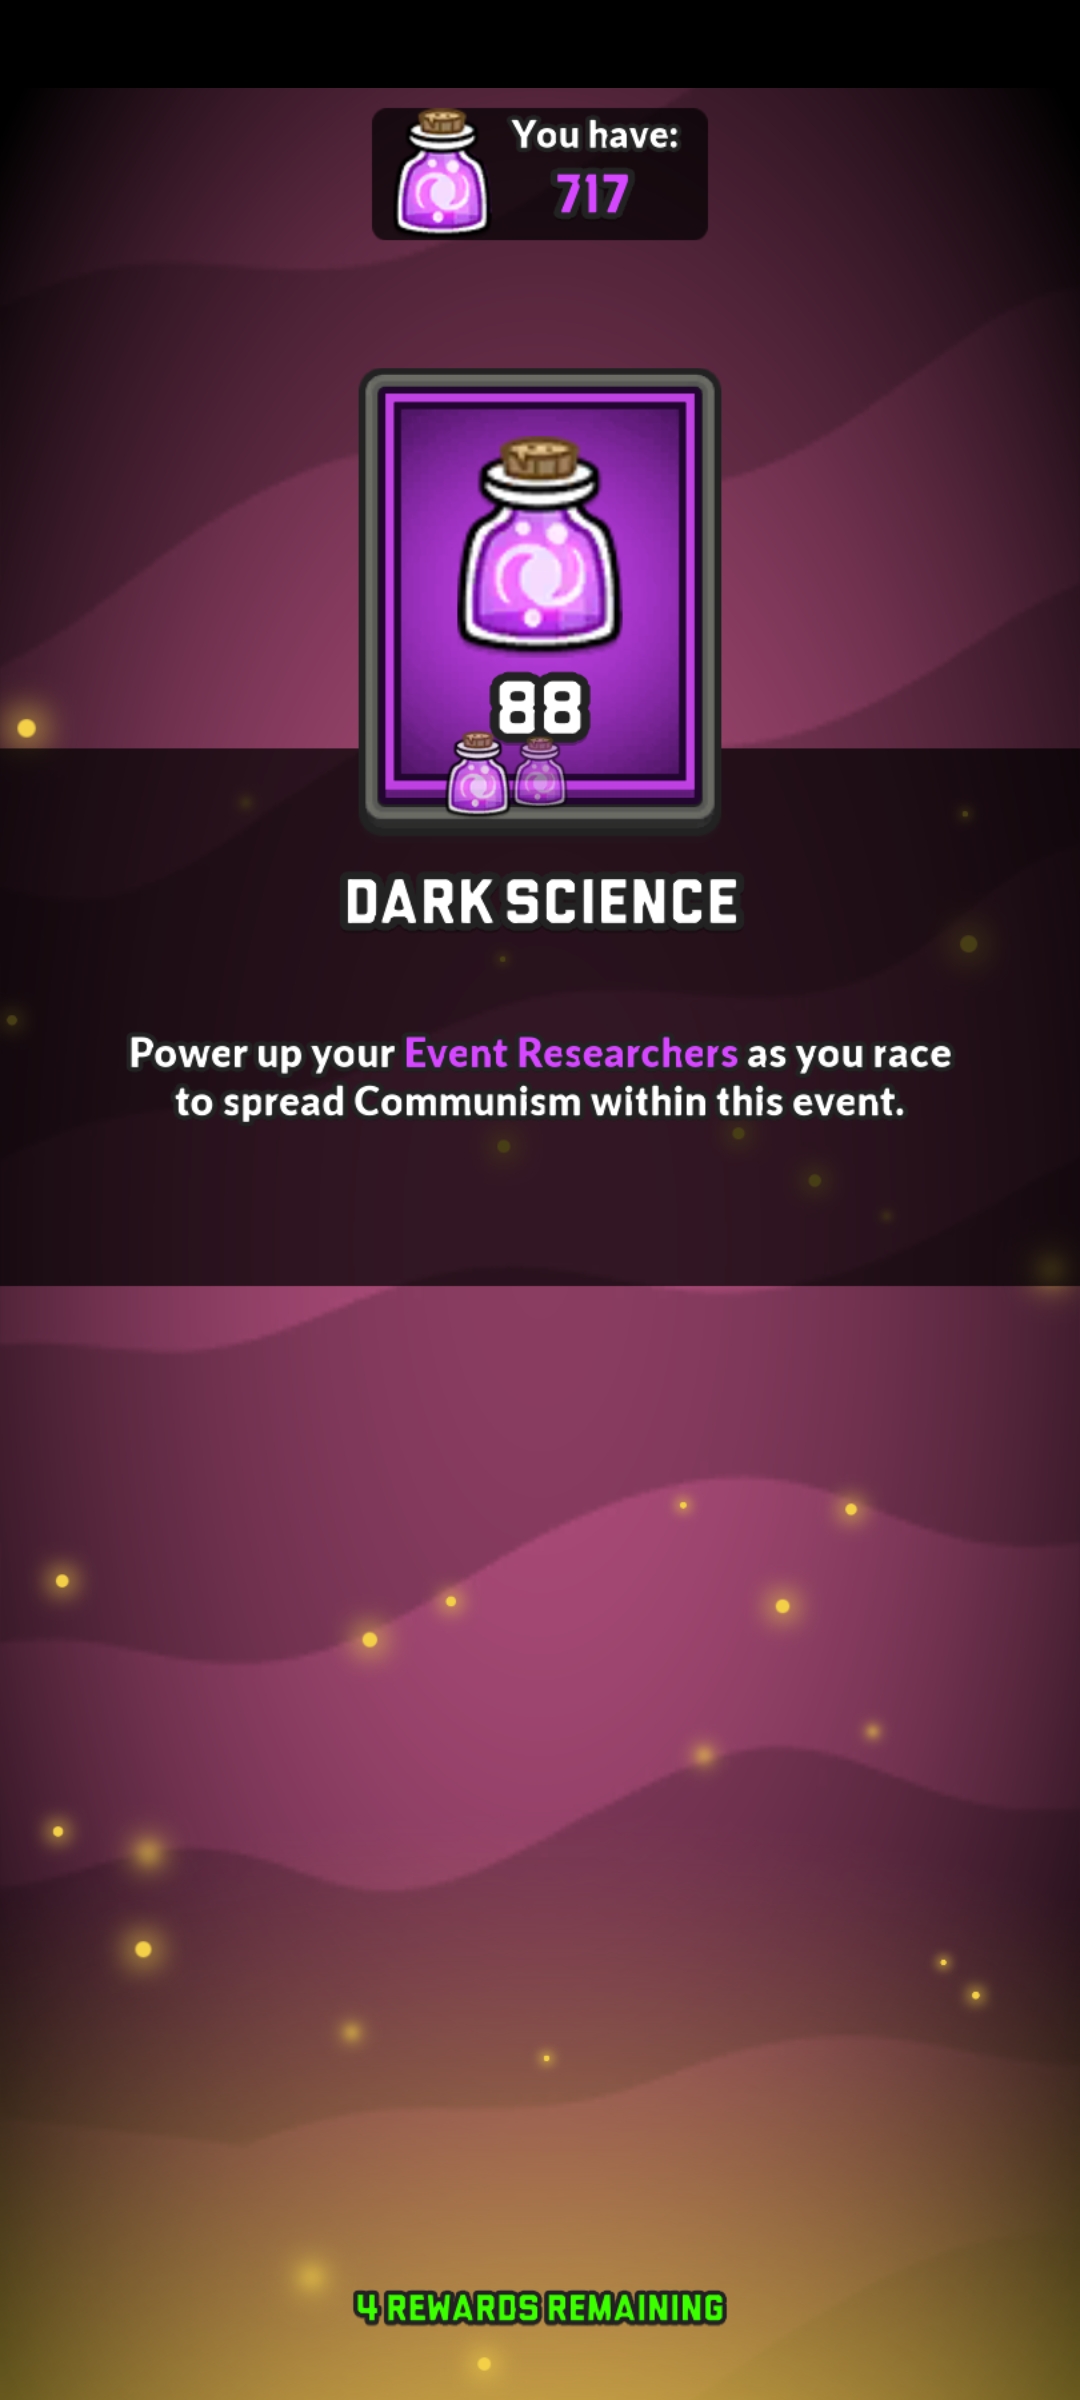 You have:
717
88
DARK SCIENCE
Power up your Event Researchers as you race
to spread Communism within this event.
4 REWARDS REMAINING